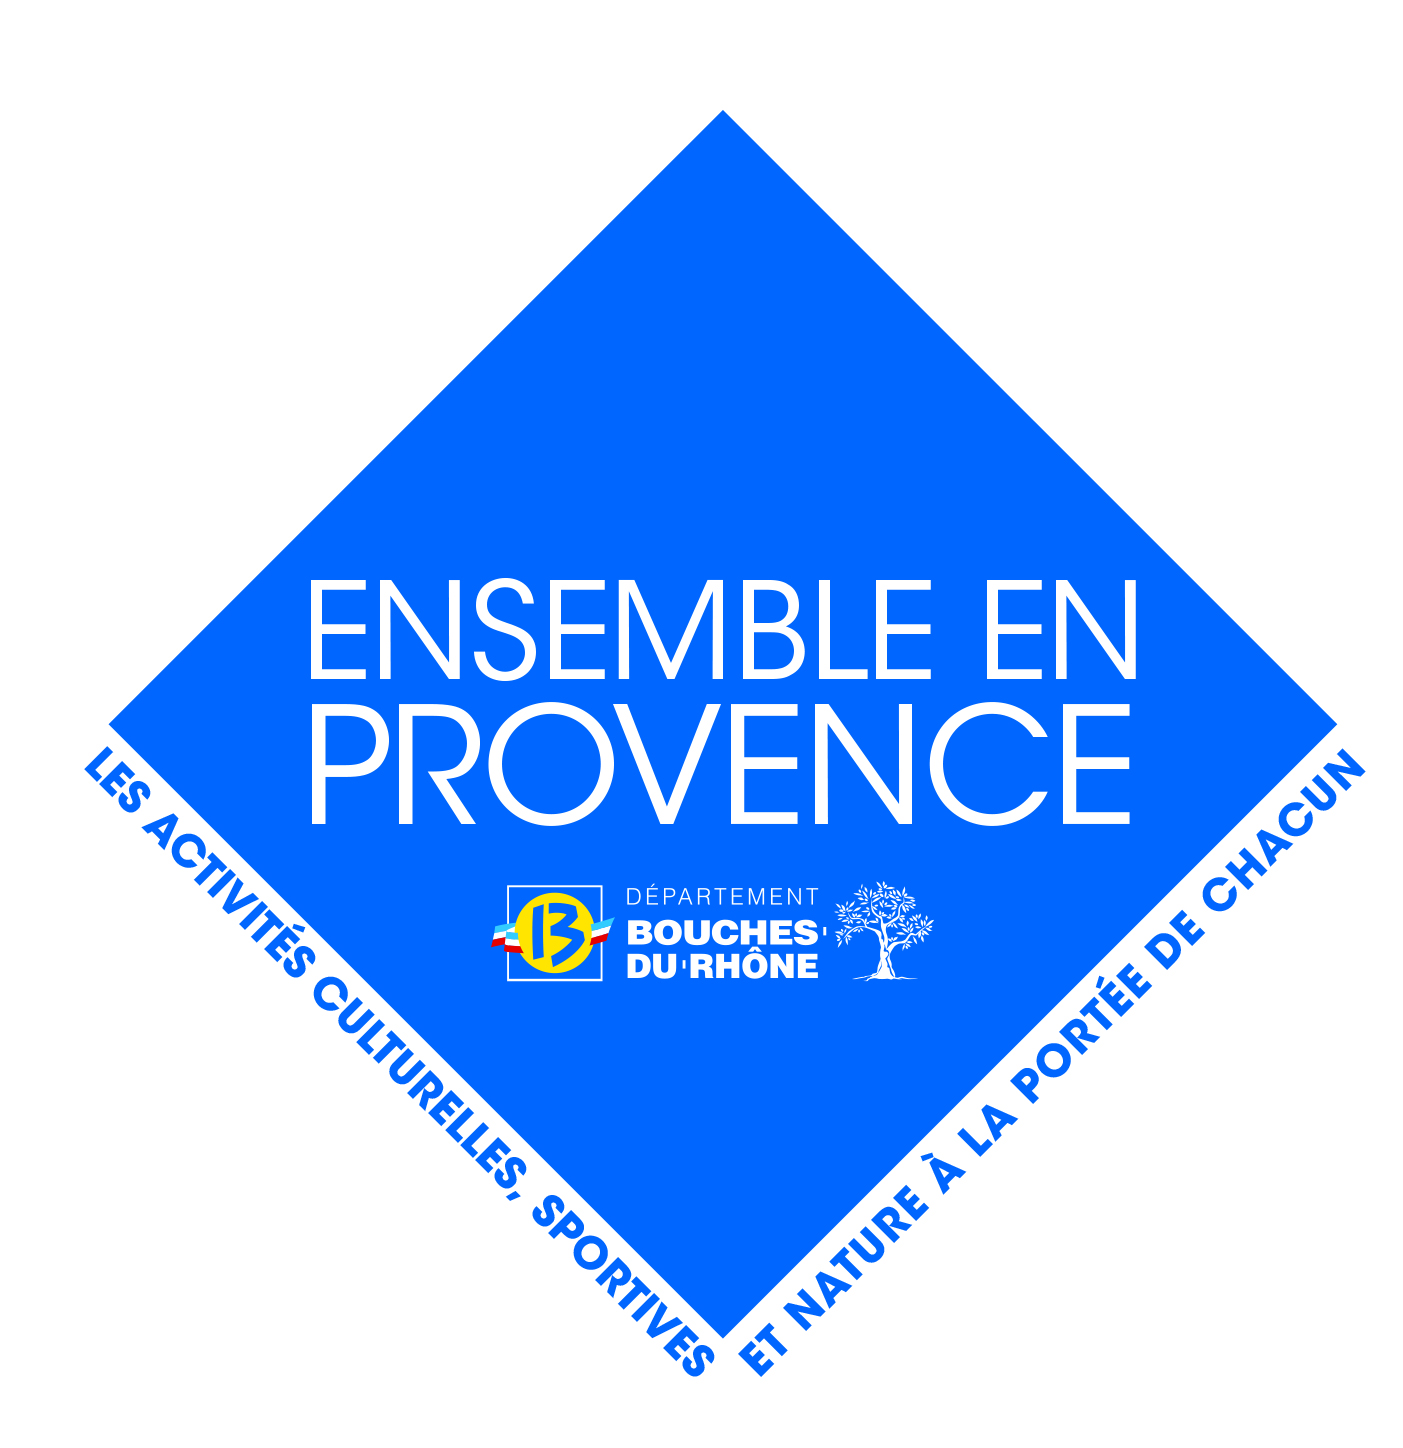 ENSEMBLE EN
PROVENCE
13
DÉPARTEMENT
BOUCHES-
DU-RHÔNE
LES ACTIVITÉS CULTURELLES, SPORTIVES
ET NATURE À LA PORTÉE DE CHACUN